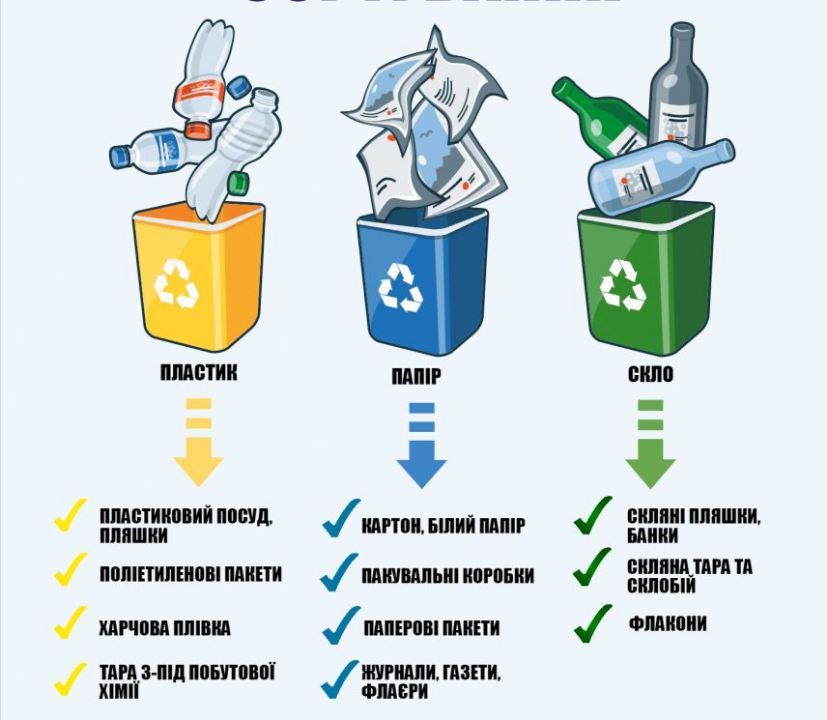 ПЛАСТИК
ПАПІР
СКЛО
ПЛАСТИКОВИЙ ПОСУД,
ПЛЯШКИ
ПОЛІЕТИЛЕНОВІ ПАКЕТИ
ХАРЧОВА ПЛІВКА
ТАРА З-ПІД ПОБУТОВОЇ
ХІМІЇ
КАРТОН, БІЛИЙ ПАПІР
ПАКУВАЛЬНІ КОРОБКИ
ПАПЕРОВІ ПАКЕТИ
ЖУРНАЛИ, ГАЗЕТИ,
ФЛАЄРИ
СКЛЯНІ ПЛЯШКИ,
БАНКИ
СКЛЯНА ТАРА ТА
СКЛОБІЙ
ФЛАКОНИ